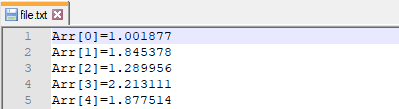 file.txt
1 Arr[0]=1.001877
2 Arr[1]=1.845378
3 Arr[2]=1.289956
4 Arr[3]=2.213111
5 Arr[4]=1.877514